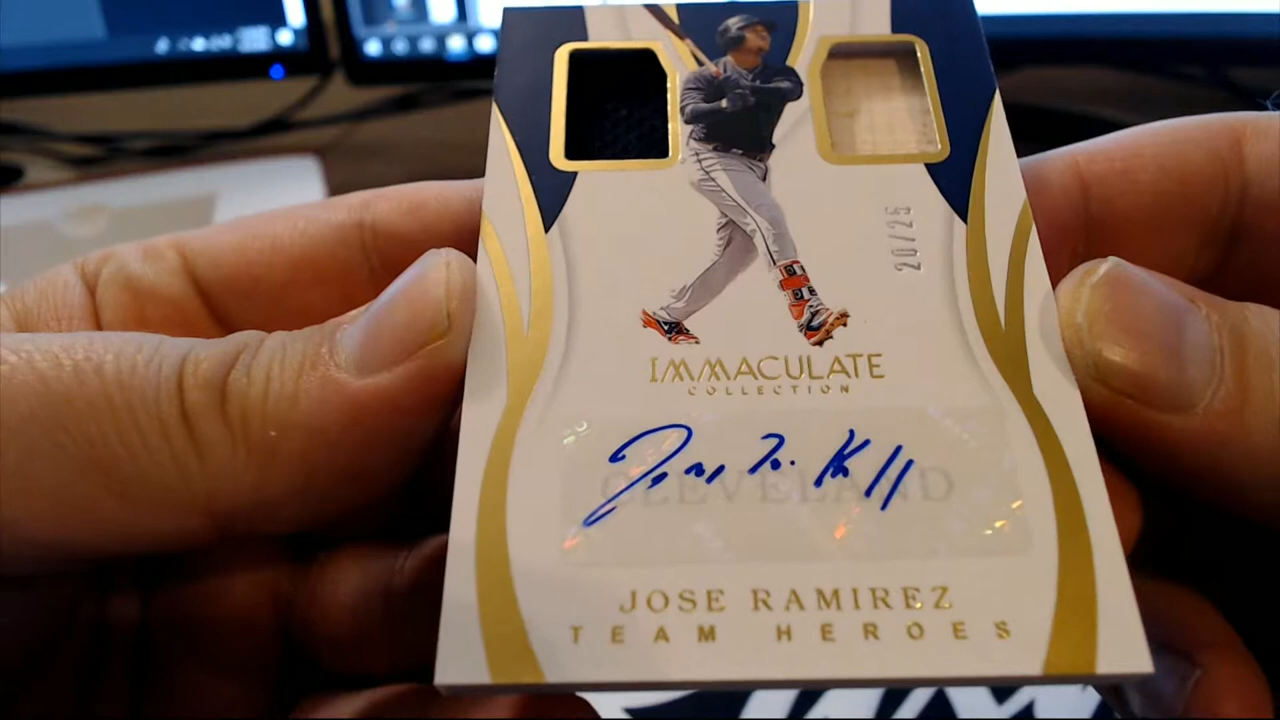 20/25
IMMACULATE
COLLECTION
CLEVELAND
JOSE RAMIREZ
TEAM HEROES